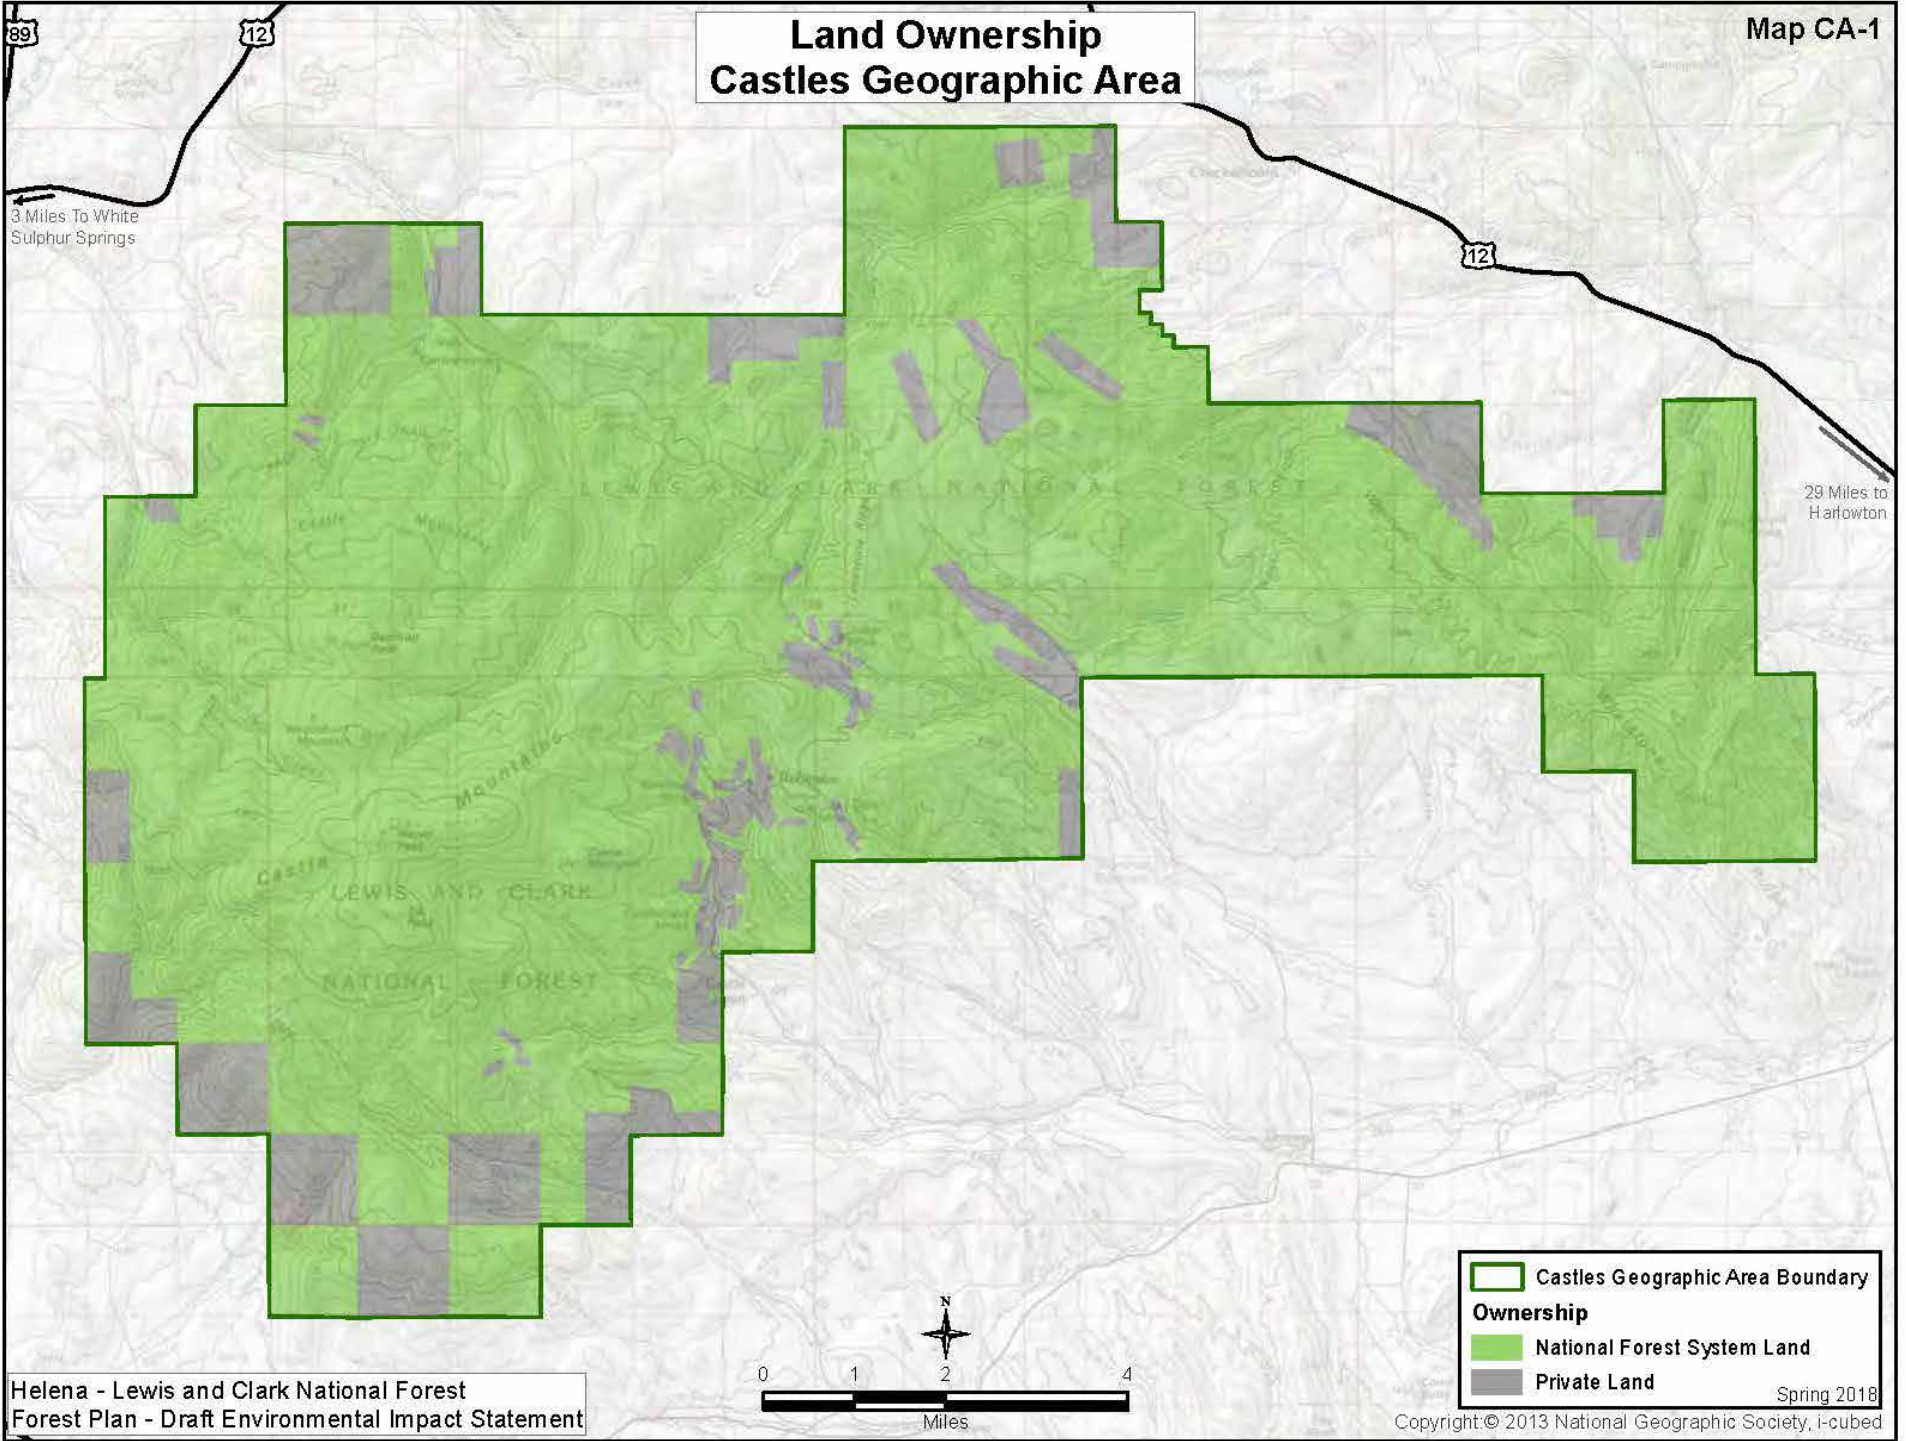 89
12
Land Ownership
Castles Geographic Area
Map CA-1
3 Miles To White
Sulphur Springs
12
LEWIS AND CLARK NATIONAL FOREST
Castle Mountains
29 Miles to
Harlowton
Castle Mountains
LEWIS AND CLARK
NATIONAL FOREST
N
0 1 2 4
Miles
Castles Geographic Area Boundary
Ownership
National Forest System Land
Private Land
Spring 2018
Helena - Lewis and Clark National Forest
Forest Plan - Draft Environmental Impact Statement
Copyright:© 2013 National Geographic Society, i-cubed